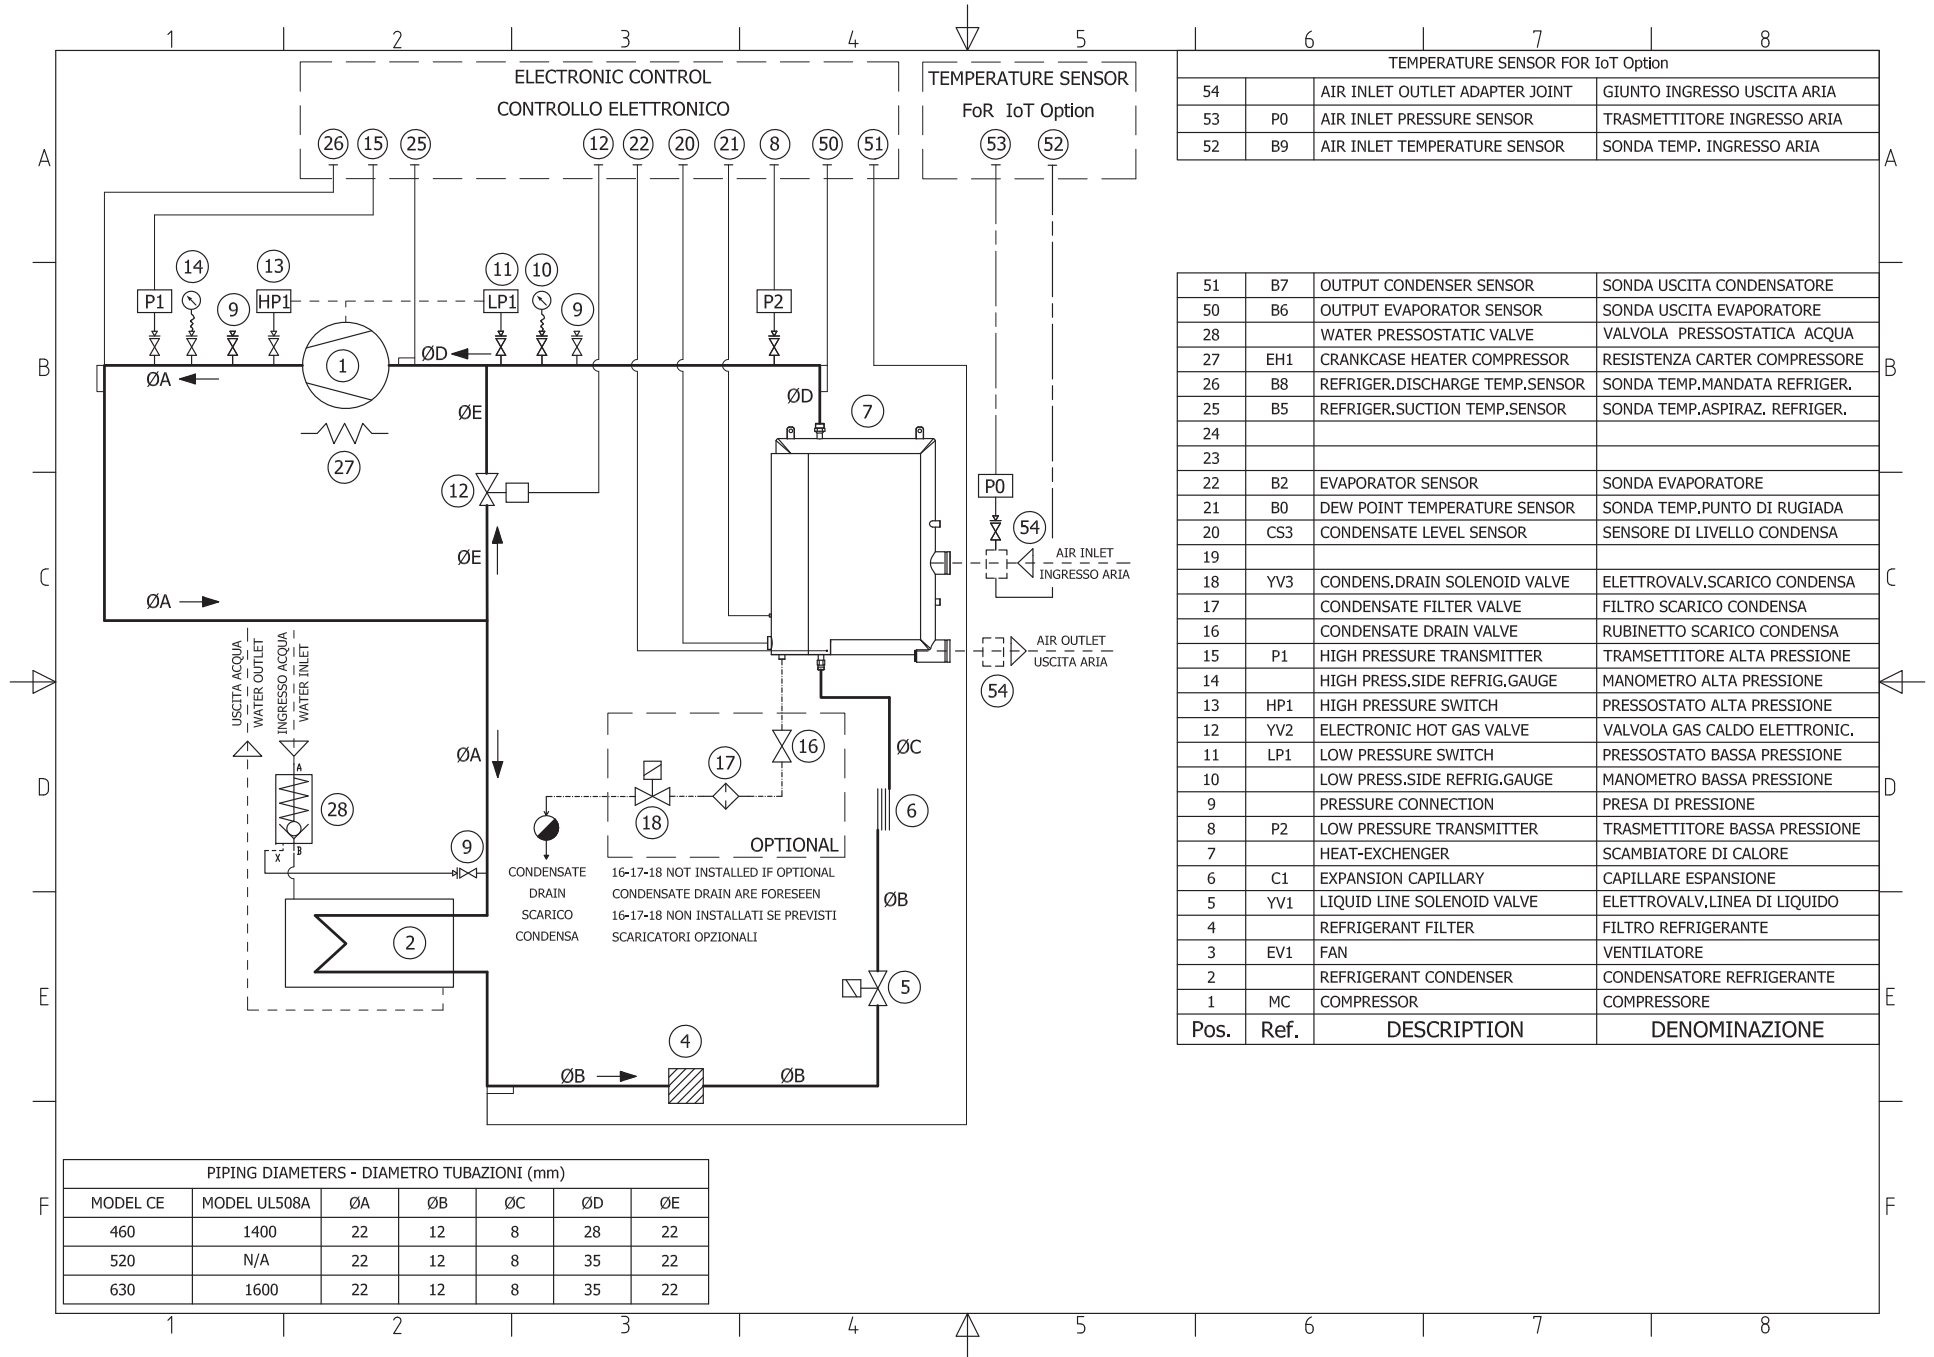 1 2 3 4 5 6 7 8
ELECTRONIC CONTROL
CONTROLLO ELETTRONICO
26 15 25 12 22 20 21 8 50 51
TEMPERATURE SENSOR
FoR IoT Option
53 52
A
A
B
B
C
C
D
D
E
E
F
F
14 13 11 10
P1 9 HP1 LP1 9 P2
1
ØD
ØA
ØE
ØD
7
27
12
P0
54
ØE
AIR INLET
INGRESSO ARIA
ØA
AIR OUTLET
USCITA ARIA
54
USCITA ACQUA
WATER OUTLET
INGRESSO ACQUA
WATER INLET
A
28
X B
ØA
9
16
17
18
OPTIONAL
ØC
6
CONDENSATE
DRAIN
SCARICO
CONDENSA
16-17-18 NOT INSTALLED IF OPTIONAL
CONDENSATE DRAIN ARE FORESEEN
16-17-18 NON INSTALLATI SE PREVISTI
SCARICATORI OPZIONALI
ØB
2
5
4
ØB ØB
TEMPERATURE SENSOR FOR IoT Option
54 AIR INLET OUTLET ADAPTER JOINT GIUNTO INGRESSO USCITA ARIA
53 P0 AIR INLET PRESSURE SENSOR TRASMETTITORE INGRESSO ARIA
52 B9 AIR INLET TEMPERATURE SENSOR SONDA TEMP. INGRESSO ARIA
51 B7 OUTPUT CONDENSER SENSOR SONDA USCITA CONDENSATORE
50 B6 OUTPUT EVAPORATOR SENSOR SONDA USCITA EVAPORATORE
28 WATER PRESSOSTATIC VALVE VALVOLA PRESSOSTATICA ACQUA
27 EH1 CRANKCASE HEATER COMPRESSOR RESISTENZA CARTER COMPRESSORE
26 B8 REFRIGER.DISCHARGE TEMP.SENSOR SONDA TEMP.MANDATA REFRIGER.
25 B5 REFRIGER.SUCTION TEMP.SENSOR SONDA TEMP.ASPIRAZ. REFRIGER.
24
23
22 B2 EVAPORATOR SENSOR SONDA EVAPORATORE
21 B0 DEW POINT TEMPERATURE SENSOR SONDA TEMP.PUNTO DI RUGIADA
20 CS3 CONDENSATE LEVEL SENSOR SENSORE DI LIVELLO CONDENSA
19
18 YV3 CONDENS.DRAIN SOLENOID VALVE ELETTROVALV.SCARICO CONDENSA
17 CONDENSATE FILTER VALVE FILTRO SCARICO CONDENSA
16 CONDENSATE DRAIN VALVE RUBINETTO SCARICO CONDENSA
15 P1 HIGH PRESSURE TRANSMITTER TRAMSETTITORE ALTA PRESSIONE
14 HIGH PRESS.SIDE REFRIG.GAUGE MANOMETRO ALTA PRESSIONE
13 HP1 HIGH PRESSURE SWITCH PRESSOSTATO ALTA PRESSIONE
12 YV2 ELECTRONIC HOT GAS VALVE VALVOLA GAS CALDO ELETTRONIC.
11 LP1 LOW PRESSURE SWITCH PRESSOSTATO BASSA PRESSIONE
10 LOW PRESS.SIDE REFRIG.GAUGE MANOMETRO BASSA PRESSIONE
9 PRESSURE CONNECTION PRESA DI PRESSIONE
8 P2 LOW PRESSURE TRANSMITTER TRASMETTITORE BASSA PRESSIONE
7 HEAT-EXCHENGER SCAMBIATORE DI CALORE
6 C1 EXPANSION CAPILLARY CAPILLARE ESPANSIONE
5 YV1 LIQUID LINE SOLENOID VALVE ELETTROVALV.LINEA DI LIQUIDO
4 REFRIGERANT FILTER FILTRO REFRIGERANTE
3 EV1 FAN VENTILATORE
2 REFRIGERANT CONDENSER CONDENSATORE REFRIGERANTE
1 MC COMPRESSOR COMPRESSORE
Pos. Ref. DESCRIPTION DENOMINAZIONE
PIPING DIAMETERS - DIAMETRO TUBAZIONI (mm)
MODEL CE MODEL UL508A ØA ØB ØC ØD ØE
460 1400 22 12 8 28 22
520 N/A 22 12 8 35 22
630 1600 22 12 8 35 22
1 2 3 4 5 6 7 8